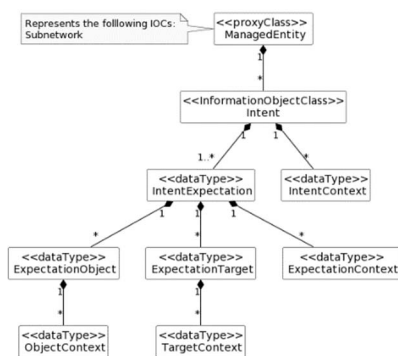 Represents the folllowing IOCs:
Subnetwork
<<proxyClass>>
ManagedEntity
1
*
<<InformationObjectClass>>
Intent
1
1
1..*
*
<<dataType>>
IntentExpectation
<<dataType>>
IntentContext
1
1
1
*
*
*
<<dataType>>
ExpectationObject
<<dataType>>
ExpectationTarget
<<dataType>>
ExpectationContext
1
1
*
*
<<dataType>>
ObjectContext
<<dataType>>
TargetContext